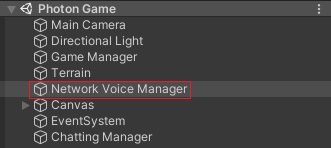 Photon Game
Main Camera
Directional Light
Game Manager
Terrain
Network Voice Manager
Canvas
EventSystem
Chatting Manager